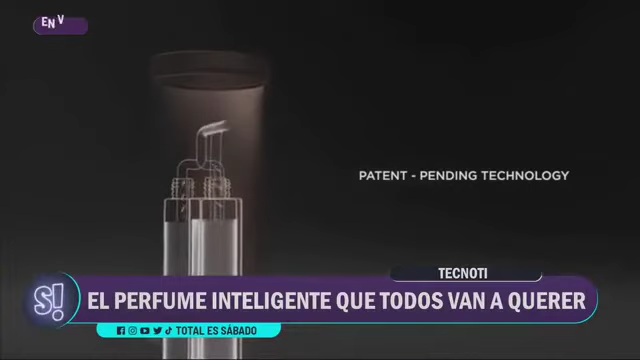 EN V
PATENT - PENDING TECHNOLOGY
TECNOTI
S!
EL PERFUME INTELIGENTE QUE TODOS VAN A QUERER
TOTAL ES SÁBADO